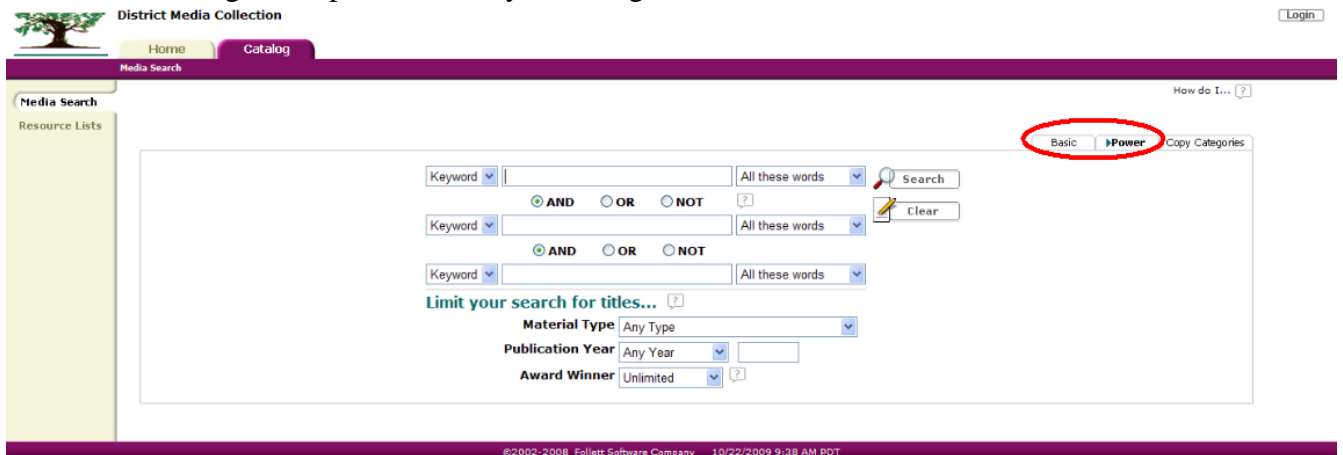 District Media Collection
Login
Home Catalog
Media Search
How do I... ?
Media Search
Resource Lists
Basic Power Copy Categories
Keyword All these words Search
AND OR NOT ?
Clear
Keyword All these words
AND OR NOT
Keyword All these words
Limit your search for titles... ?
Material Type Any Type
Publication Year Any Year
Award Winner Unlimited ?
©2002-2008 Follett Software Company 10/22/2009 9:38 AM PDT